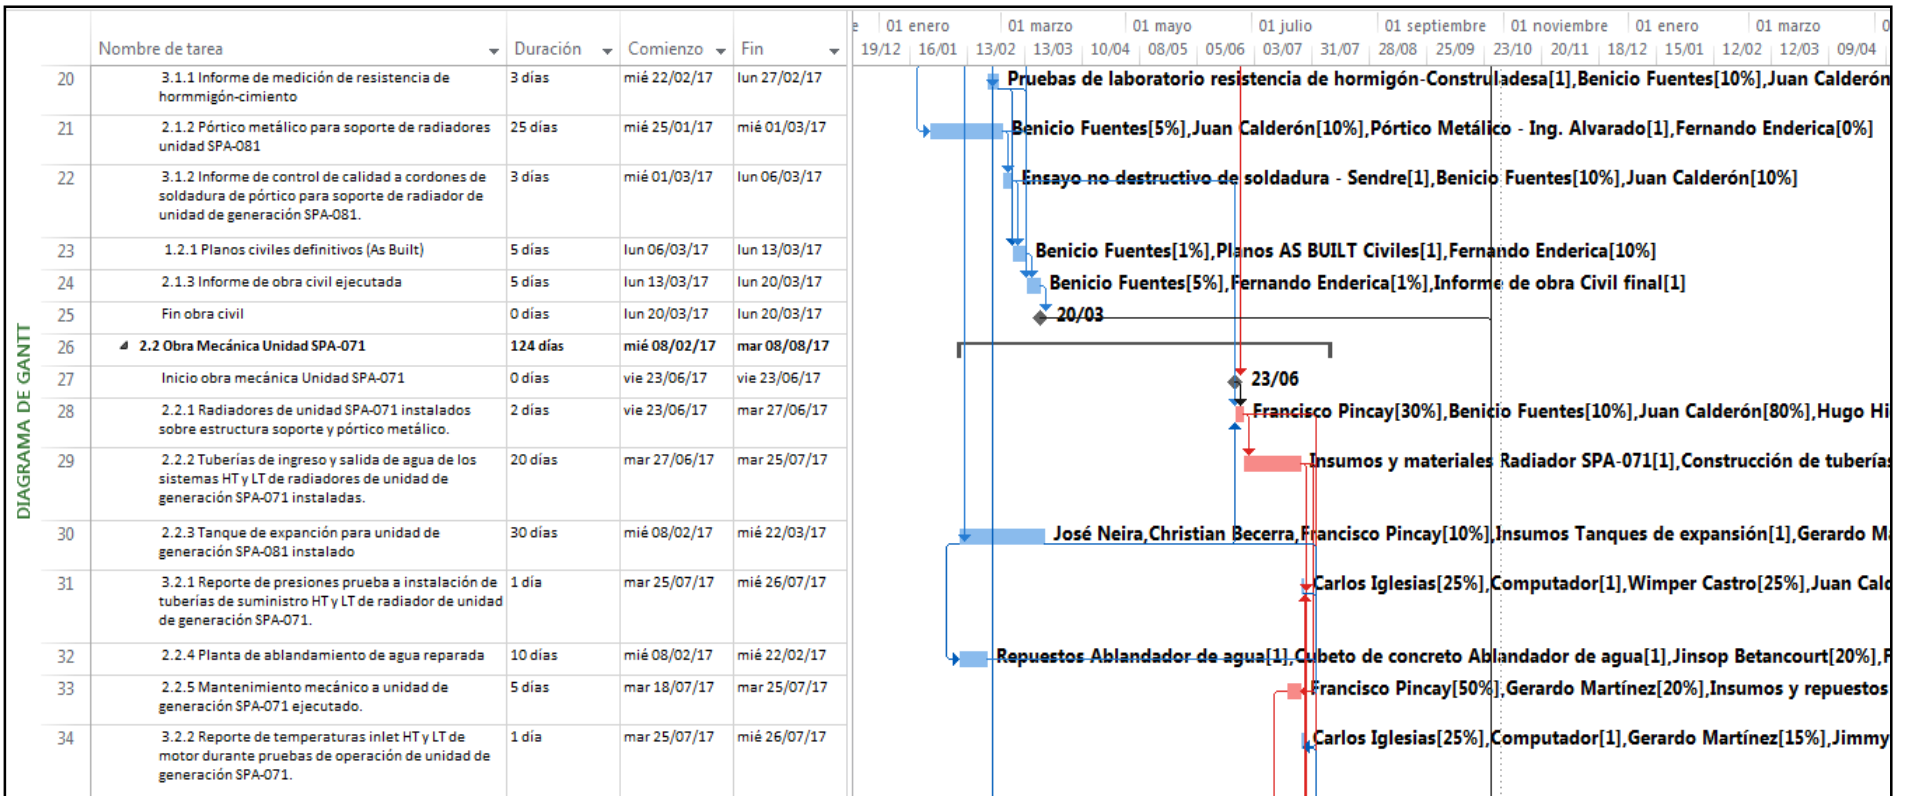 DIAGRAMA DE GANTT
Nombre de tarea Duración Comienzo Fin
e 01 enero 01 marzo 01 mayo 01 julio 01 septiembre 01 noviembre 01 enero 01 marzo 0
19/12 16/01 13/02 13/03 10/04 08/05 05/06 03/07 31/07 28/08 25/09 23/10 20/11 18/12 15/01 12/02 12/03 09/04
20 3.1.1 Informe de medición de resistencia de 3 días mié 22/02/17 lun 27/02/17 Pruebas de laboratorio resistencia de hormigón-Construladesa[1],Benicio Fuentes[10%],Juan Calderón
hormmigón-cimiento
21 2.1.2 Pórtico metálico para soporte de radiadores 25 días mié 25/01/17 mié 01/03/17 Benicio Fuentes[5%],Juan Calderón[10%],Pórtico Metálico - Ing. Alvarado[1],Fernando Enderica[0%]
unidad SPA-081
22 3.1.2 Informe de control de calidad a cordones de 3 días mié 01/03/17 lun 06/03/17 Ensayo no destructivo de soldadura - Sendre[1],Benicio Fuentes[10%],Juan Calderón[10%]
soldadura de pórtico para soporte de radiador de
unidad de generación SPA-081.
23 1.2.1 Planos civiles definitivos (As Built) 5 días lun 06/03/17 lun 13/03/17 Benicio Fuentes[1%],Planos AS BUILT Civiles[1],Fernando Enderica[10%]
24 2.1.3 Informe de obra civil ejecutada 5 días lun 13/03/17 lun 20/03/17 Benicio Fuentes[5%],Fernando Enderica[1%],Informe de obra Civil final[1]
25 Fin obra civil 0 días lun 20/03/17 lun 20/03/17 20/03
26 2.2 Obra Mecánica Unidad SPA-071 124 días mié 08/02/17 mar 08/08/17
27 Inicio obra mecánica Unidad SPA-071 0 días vie 23/06/17 vie 23/06/17 23/06
28 2.2.1 Radiadores de unidad SPA-071 instalados 2 días vie 23/06/17 mar 27/06/17 Francisco Pincay[30%],Benicio Fuentes[10%],Juan Calderón[80%],Hugo Hi
sobre estructura soporte y pórtico metálico.
29 2.2.2 Tuberías de ingreso y salida de agua de los 20 días mar 27/06/17 mar 25/07/17 Insumos y materiales Radiador SPA-071[1],Construcción de tuberías
sistemas HT y LT de radiadores de unidad de
generación SPA-071 instaladas.
30 2.2.3 Tanque de expansión para unidad de 30 días mié 08/02/17 mié 22/03/17 José Neira,Christian Becerra,Francisco Pincay[10%],Insumos Tanques de expansión[1],Gerardo M
generación SPA-081 instalado
31 3.2.1 Reporte de presiones prueba a instalación de 1 día mar 25/07/17 mié 26/07/17 Carlos Iglesias[25%],Computador[1],Wimper Castro[25%],Juan Cald
tuberías de suministro HT y LT de radiador de unidad
de generación SPA-071.
32 2.2.4 Planta de ablandamiento de agua reparada 10 días mié 08/02/17 mié 22/02/17 Repuestos Ablandador de agua[1],Cubeto de concreto Ablandador de agua[1],Jinsop Betancourt[20%],F
33 2.2.5 Mantenimiento mecánico a unidad de 5 días mar 18/07/17 mar 25/07/17 Francisco Pincay[50%],Gerardo Martínez[20%],Insumos y repuestos
generación SPA-071 ejecutado.
34 3.2.2 Reporte de temperaturas inlet HT y LT de 1 día mar 25/07/17 mié 26/07/17 Carlos Iglesias[25%],Computador[1],Gerardo Martínez[15%],Jimmy
motor durante pruebas de operación de unidad de
generación SPA-071.